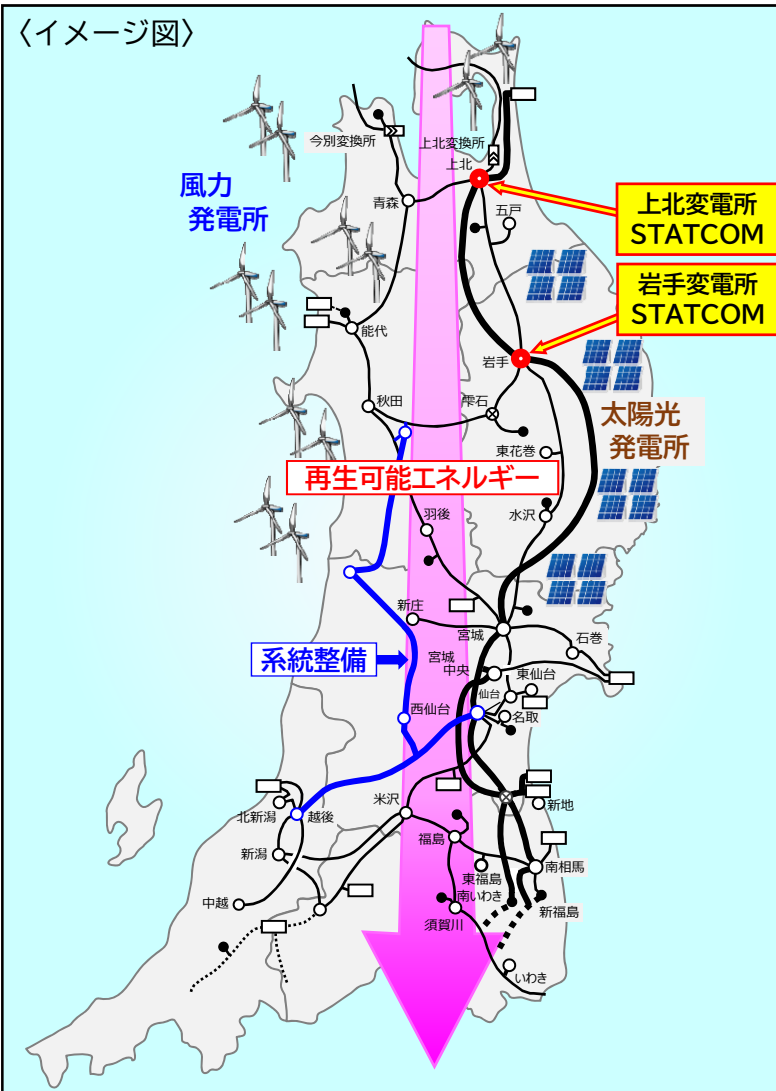 〈イメージ図〉
今別変換所
上北変換所
上北
風力
発電所
青森
五戸
上北変電所
STATCOM
岩手変電所
STATCOM
能代
岩手
秋田
雫石
太陽光
発電所
東花巻
再生可能エネルギー
羽後
水沢
新庄
宮城
石巻
系統整備
宮城
中央
東仙台
仙台
西仙台
名取
北新潟
越後
米沢
新地
新潟
福島
南相馬
東福島
南いわき
中越
須賀川
新福島
いわき